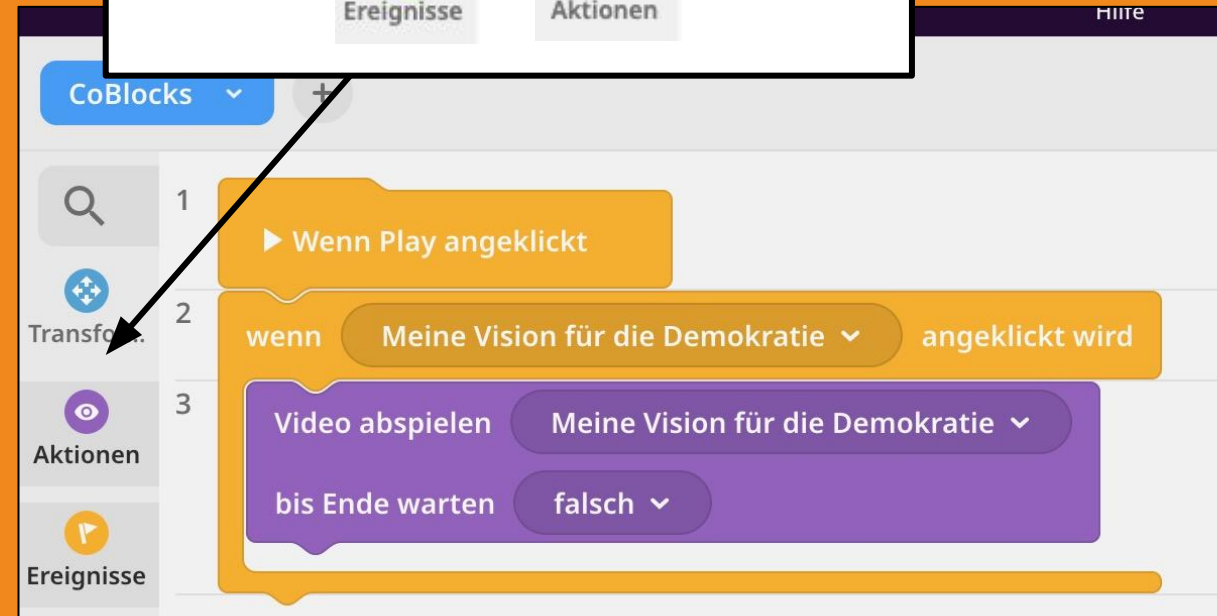 Ereignisse Aktionen
Hilfe
CoBlocks
+
1
Wenn Play angeklickt
Transfo...
2
wenn Meine Vision für die Demokratie angeklickt wird
3
Video abspielen Meine Vision für die Demokratie
Aktionen
bis Ende warten falsch
Ereignisse